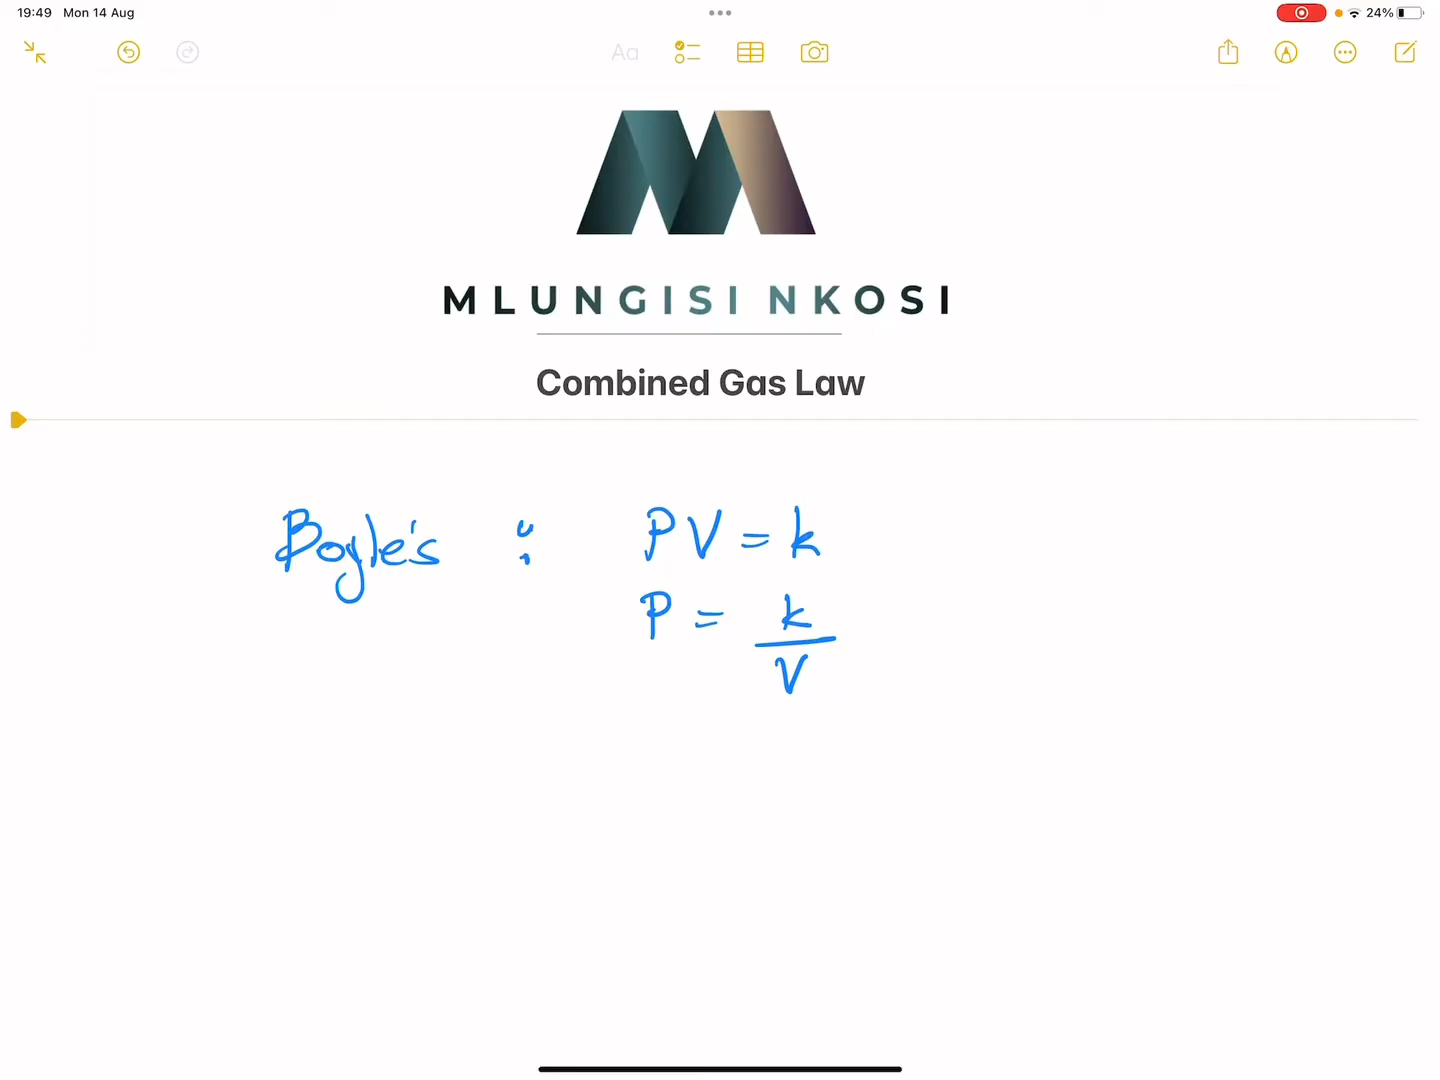 19:49 Mon 14 Aug
24%
Aa
MLUNGISI NKOSI
Combined Gas Law
Boyle's : PV = k
P = k
V